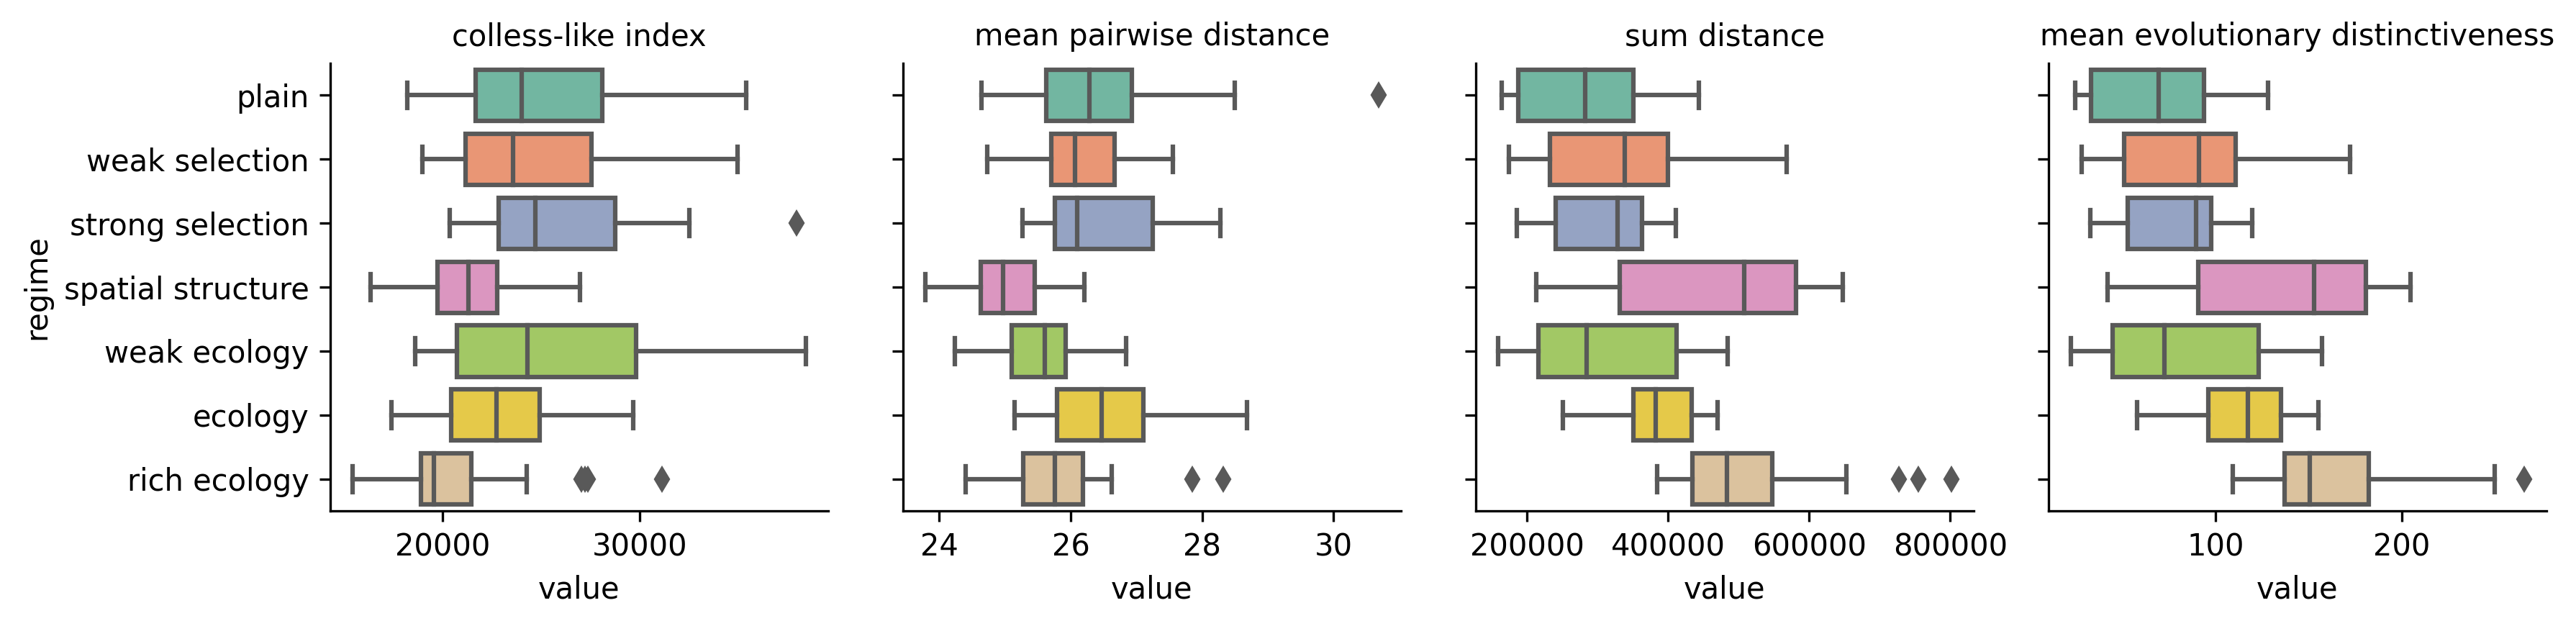 colless-like index
mean pairwise distance
sum distance
mean evolutionary distinctiveness
regime
plain
weak selection
strong selection
spatial structure
weak ecology
ecology
rich ecology
20000 30000
24 26 28 30
200000 400000 600000 800000
100 200
value
value
value
value